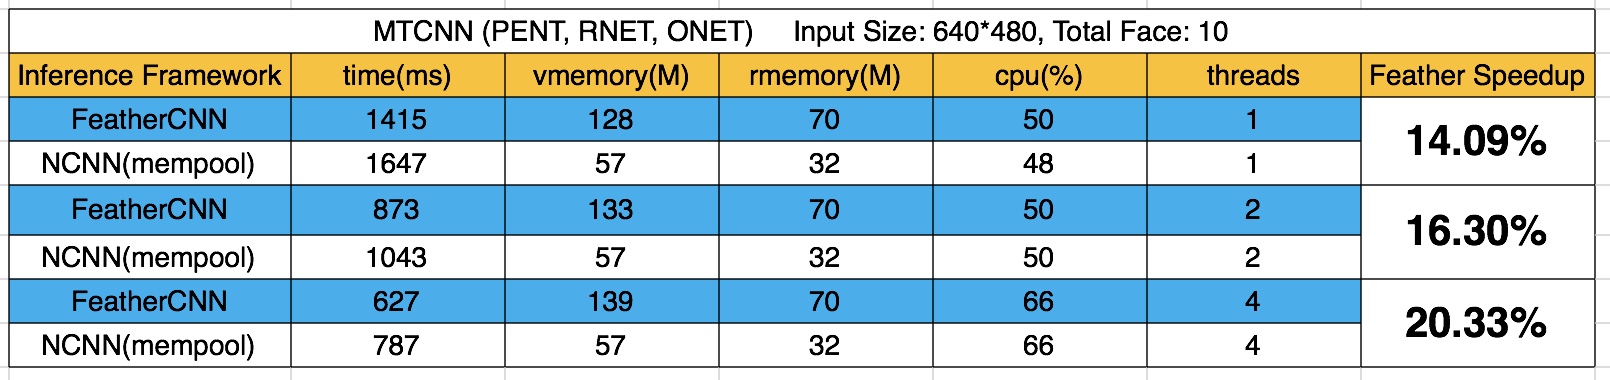 MTCNN (PENT, RNET, ONET) Input Size: 640*480, Total Face: 10
Inference Framework time(ms) vmemory(M) rmemory(M) cpu(%) threads Feather Speedup
FeatherCNN 1415 128 70 50 1 14.09%
NCNN(mempool) 1647 57 32 48 1
FeatherCNN 873 133 70 50 2 16.30%
NCNN(mempool) 1043 57 32 50 2
FeatherCNN 627 139 70 66 4 20.33%
NCNN(mempool) 787 57 32 66 4